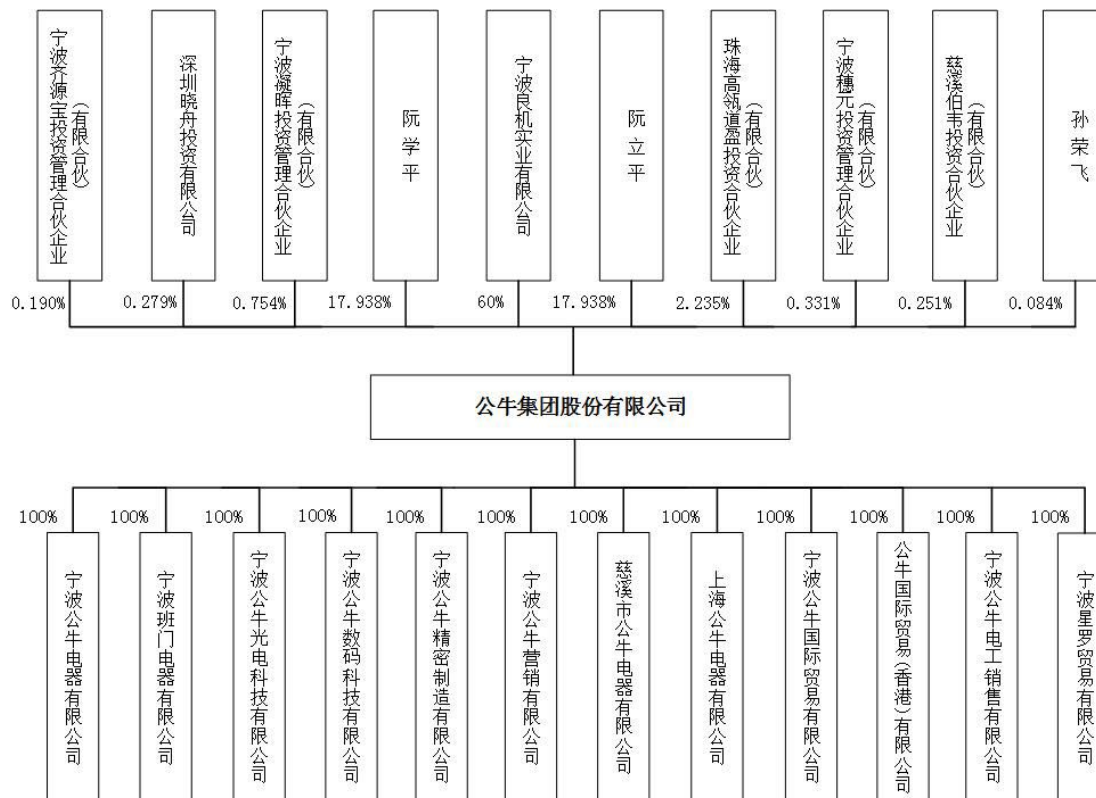 宁波齐源宝投资管理合伙企业
（有限合伙）
深圳晓舟投资有限公司
宁波凝晖投资管理合伙企业
（有限合伙）
阮学平
宁波良机实业有限公司
阮立平
珠海高瓴道盈投资合伙企业
（有限合伙）
宁波穗元投资管理合伙企业
（有限合伙）
慈溪伯韦投资合伙企业
（有限合伙）
孙荣飞
0.190%
0.279%
0.754%
17.938%
60%
17.938%
2.235%
0.331%
0.251%
0.084%
公牛集团股份有限公司
100%
100%
100%
100%
100%
100%
100%
100%
100%
100%
100%
100%
宁波公牛电器有限公司
宁波班门电器有限公司
宁波公牛光电科技有限公司
宁波公牛数码科技有限公司
宁波公牛精密制造有限公司
宁波公牛营销有限公司
慈溪市公牛电器有限公司
上海公牛电器有限公司
宁波公牛国际贸易有限公司
公牛国际贸易(香港)有限公司
宁波公牛电工销售有限公司
宁波星罗贸易有限公司